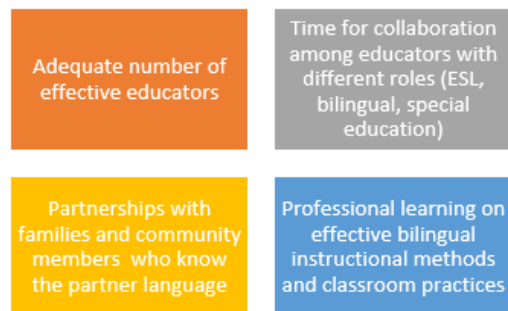 Adequate number of
effective educators
Time for collaboration
among educators with
different roles (ESL,
bilingual, special
education)
Partnerships with
families and community
members  who know
the partner language
Professional learning on
effective bilingual
instructional methods
and classroom practices